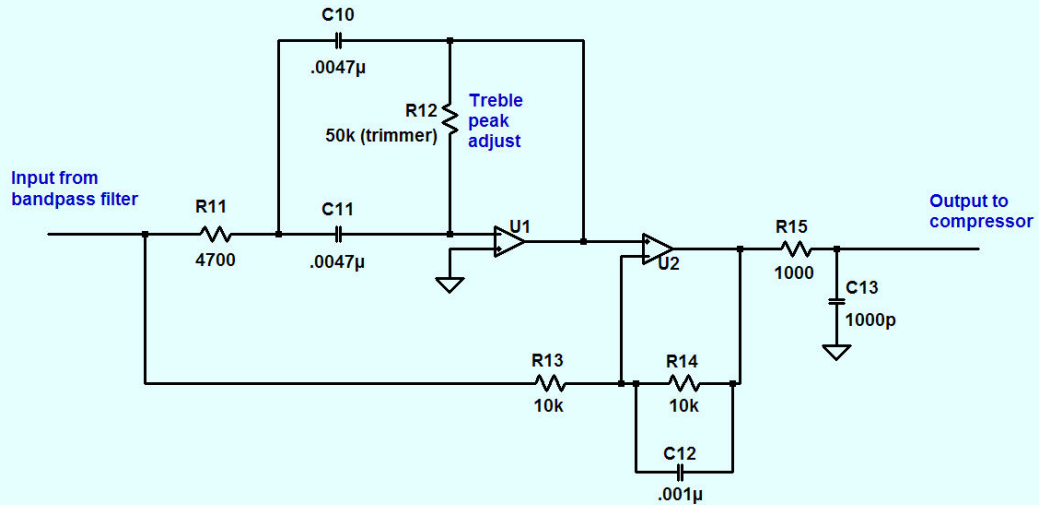 C10
.0047µ
R12
50k (trimmer)
Treble
peak
adjust
Input from
bandpass filter
R11
4700
C11
.0047µ
U1
U2
R15
1000
Output to
compressor
C13
1000p
R13
10k
R14
10k
C12
.001µ